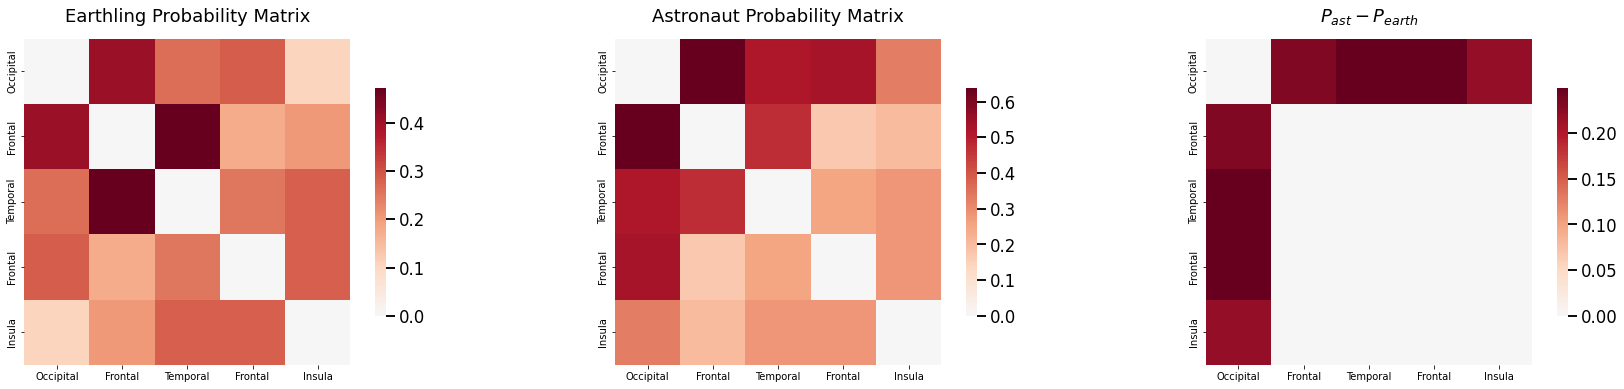 Earthling Probability Matrix
Occipital
Frontal
Temporal
Frontal
Insula
Occipital Frontal Temporal Frontal Insula
0.4
0.3
0.2
0.1
0.0
Astronaut Probability Matrix
Occipital
Frontal
Temporal
Frontal
Insula
Occipital Frontal Temporal Frontal Insula
0.6
0.5
0.4
0.3
0.2
0.1
0.0
P_ast − P_earth
Occipital
Frontal
Temporal
Frontal
Insula
Occipital Frontal Temporal Frontal Insula
0.20
0.15
0.10
0.05
0.00